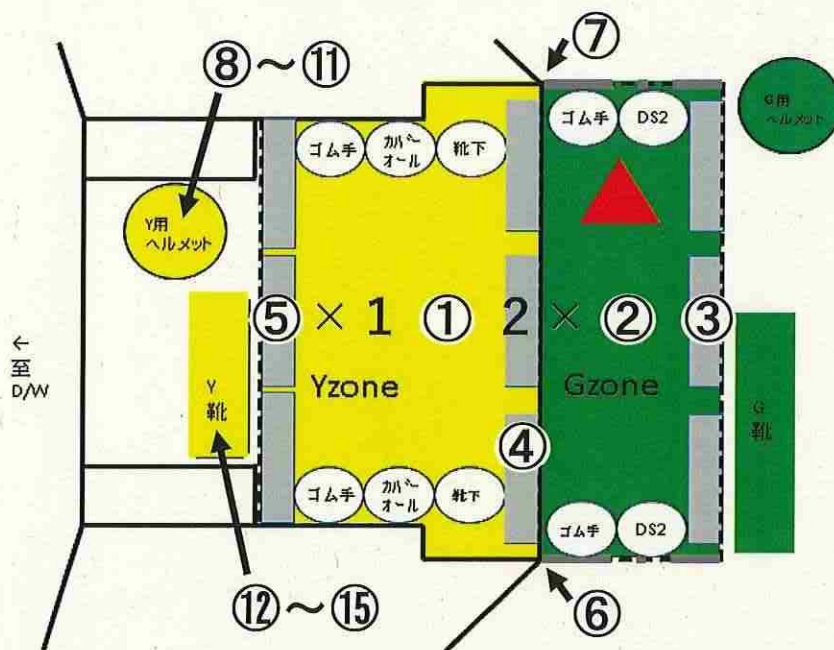 ⑦
⑧～⑪
G用
ヘルメット
ゴム手
カバーオール
靴下
ゴム手
DS2
Y用
ヘルメット
⑤ × 1 ① 2 × ② ③
←
至
D/W
Yzone
Gzone
Y
靴
G
靴
④
ゴム手
カバーオール
靴下
ゴム手
DS2
⑫～⑮
⑥